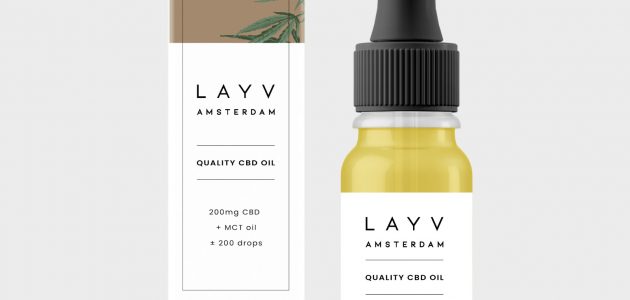 LAYV
AMSTERDAM
QUALITY CBD OIL
200mg CBD
+ MCT oil
± 200 drops
LAYV
AMSTERDAM
QUALITY CBD OIL